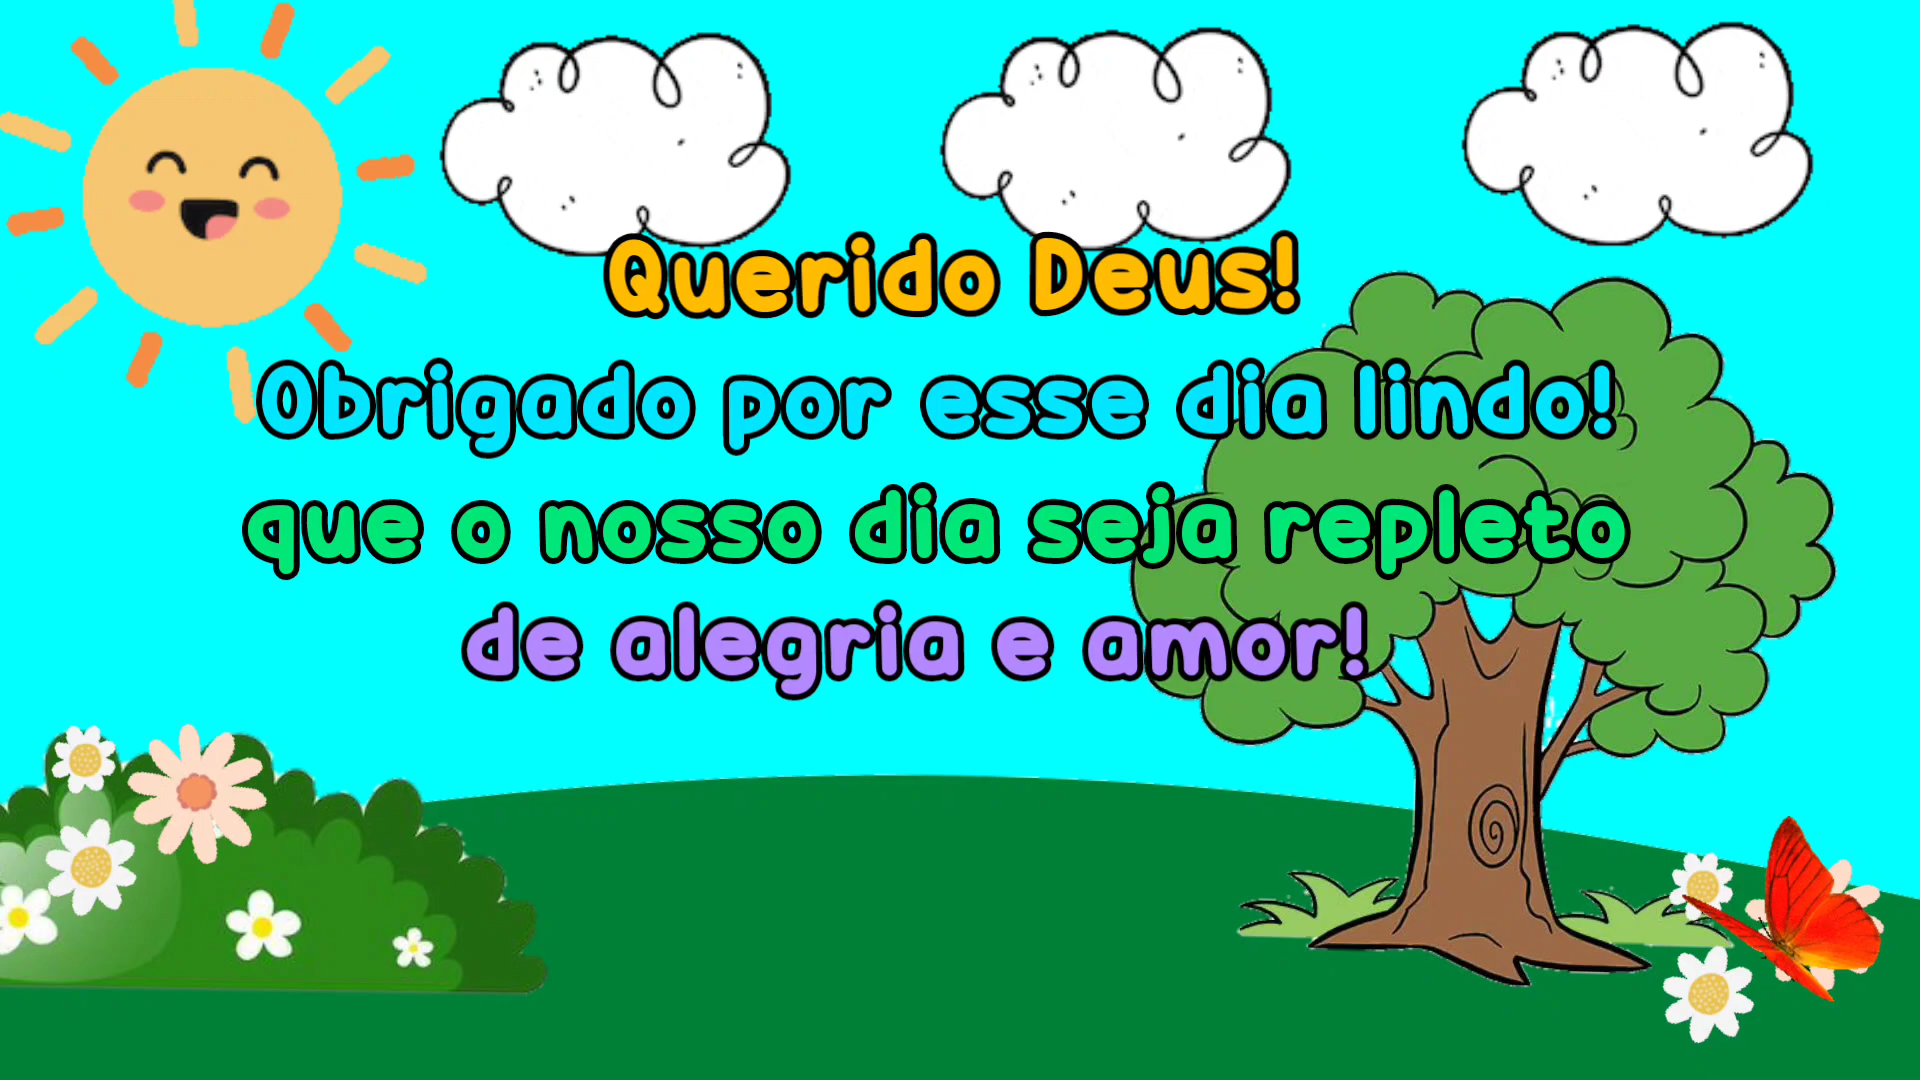 Querido Deus!
Obrigado por esse dia lindo!
que o nosso dia seja repleto
de alegria e amor!